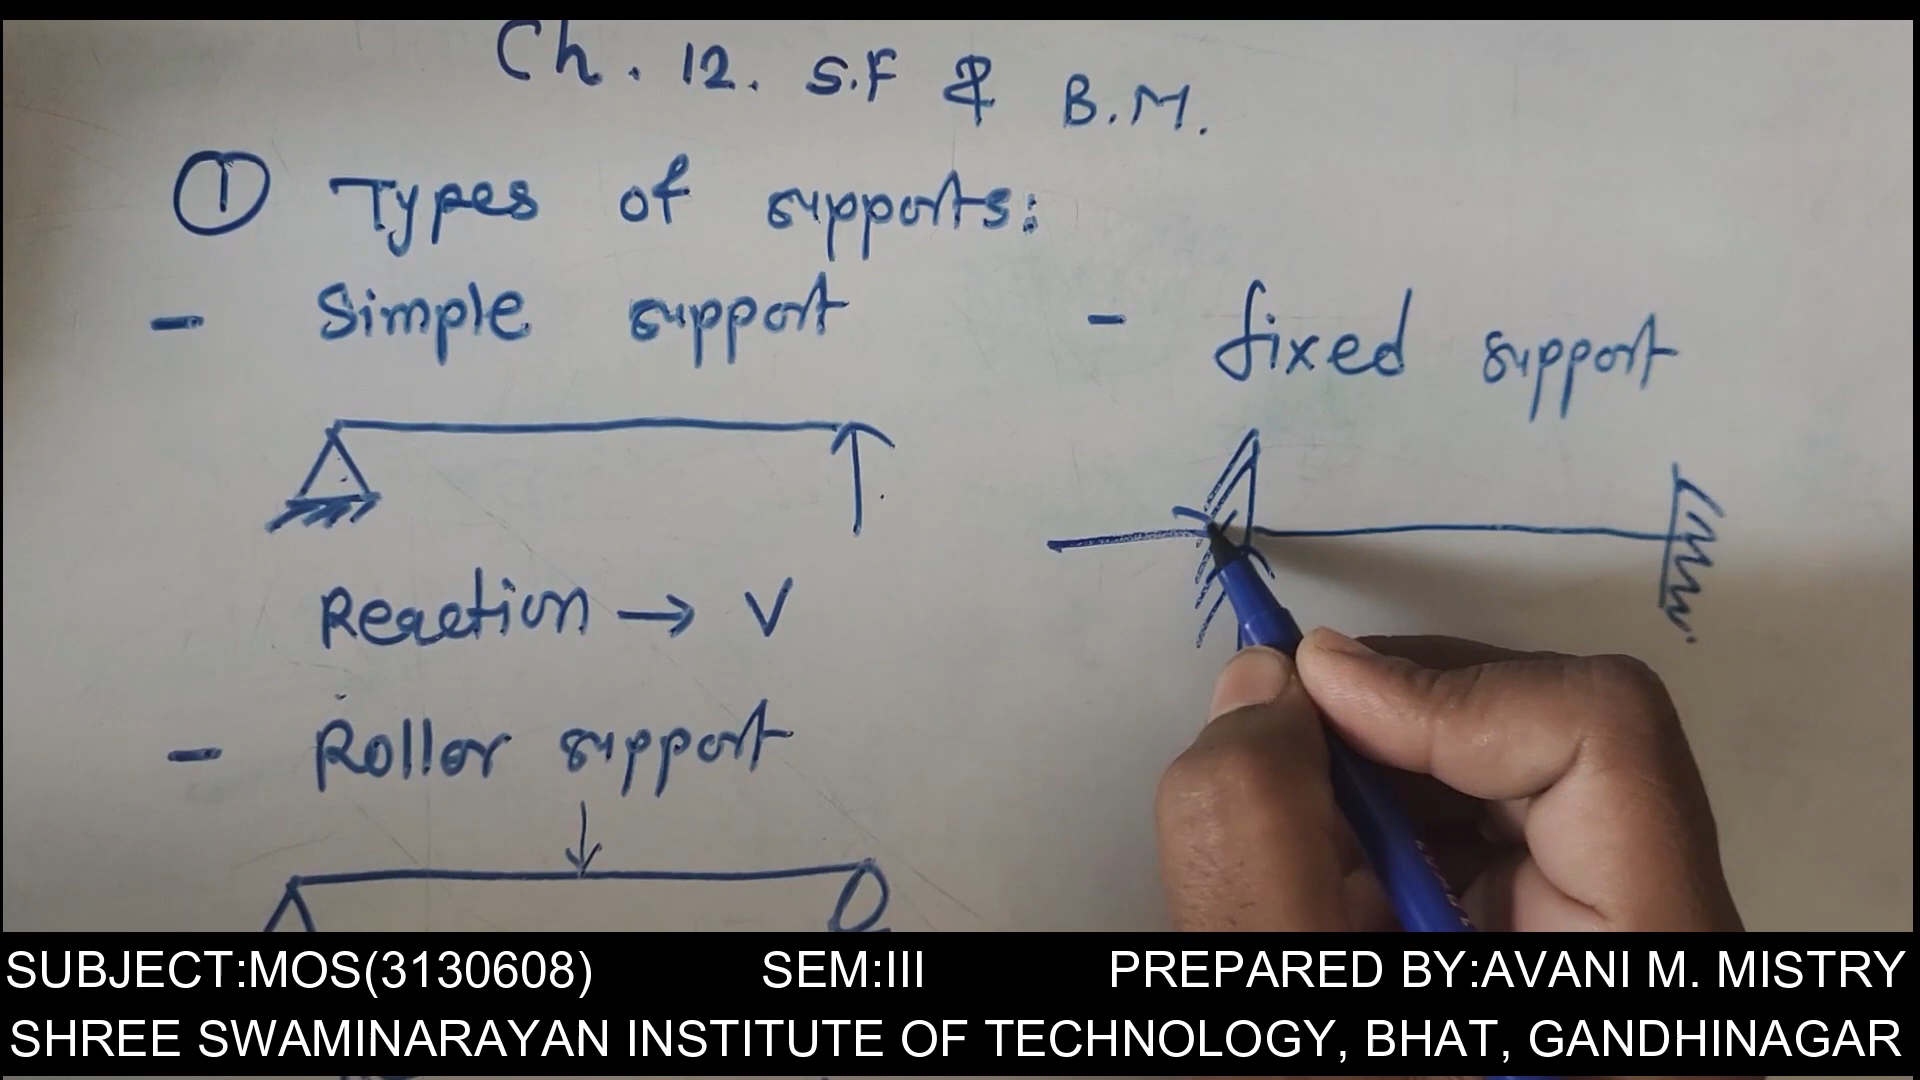 Ch. 12. S.F & B.M.
① Types of supports:
- Simple support
Reaction → V
- Roller support
- fixed support
SUBJECT:MOS(3130608) SEM:III PREPARED BY:AVANI M. MISTRY
SHREE SWAMINARAYAN INSTITUTE OF TECHNOLOGY, BHAT, GANDHINAGAR